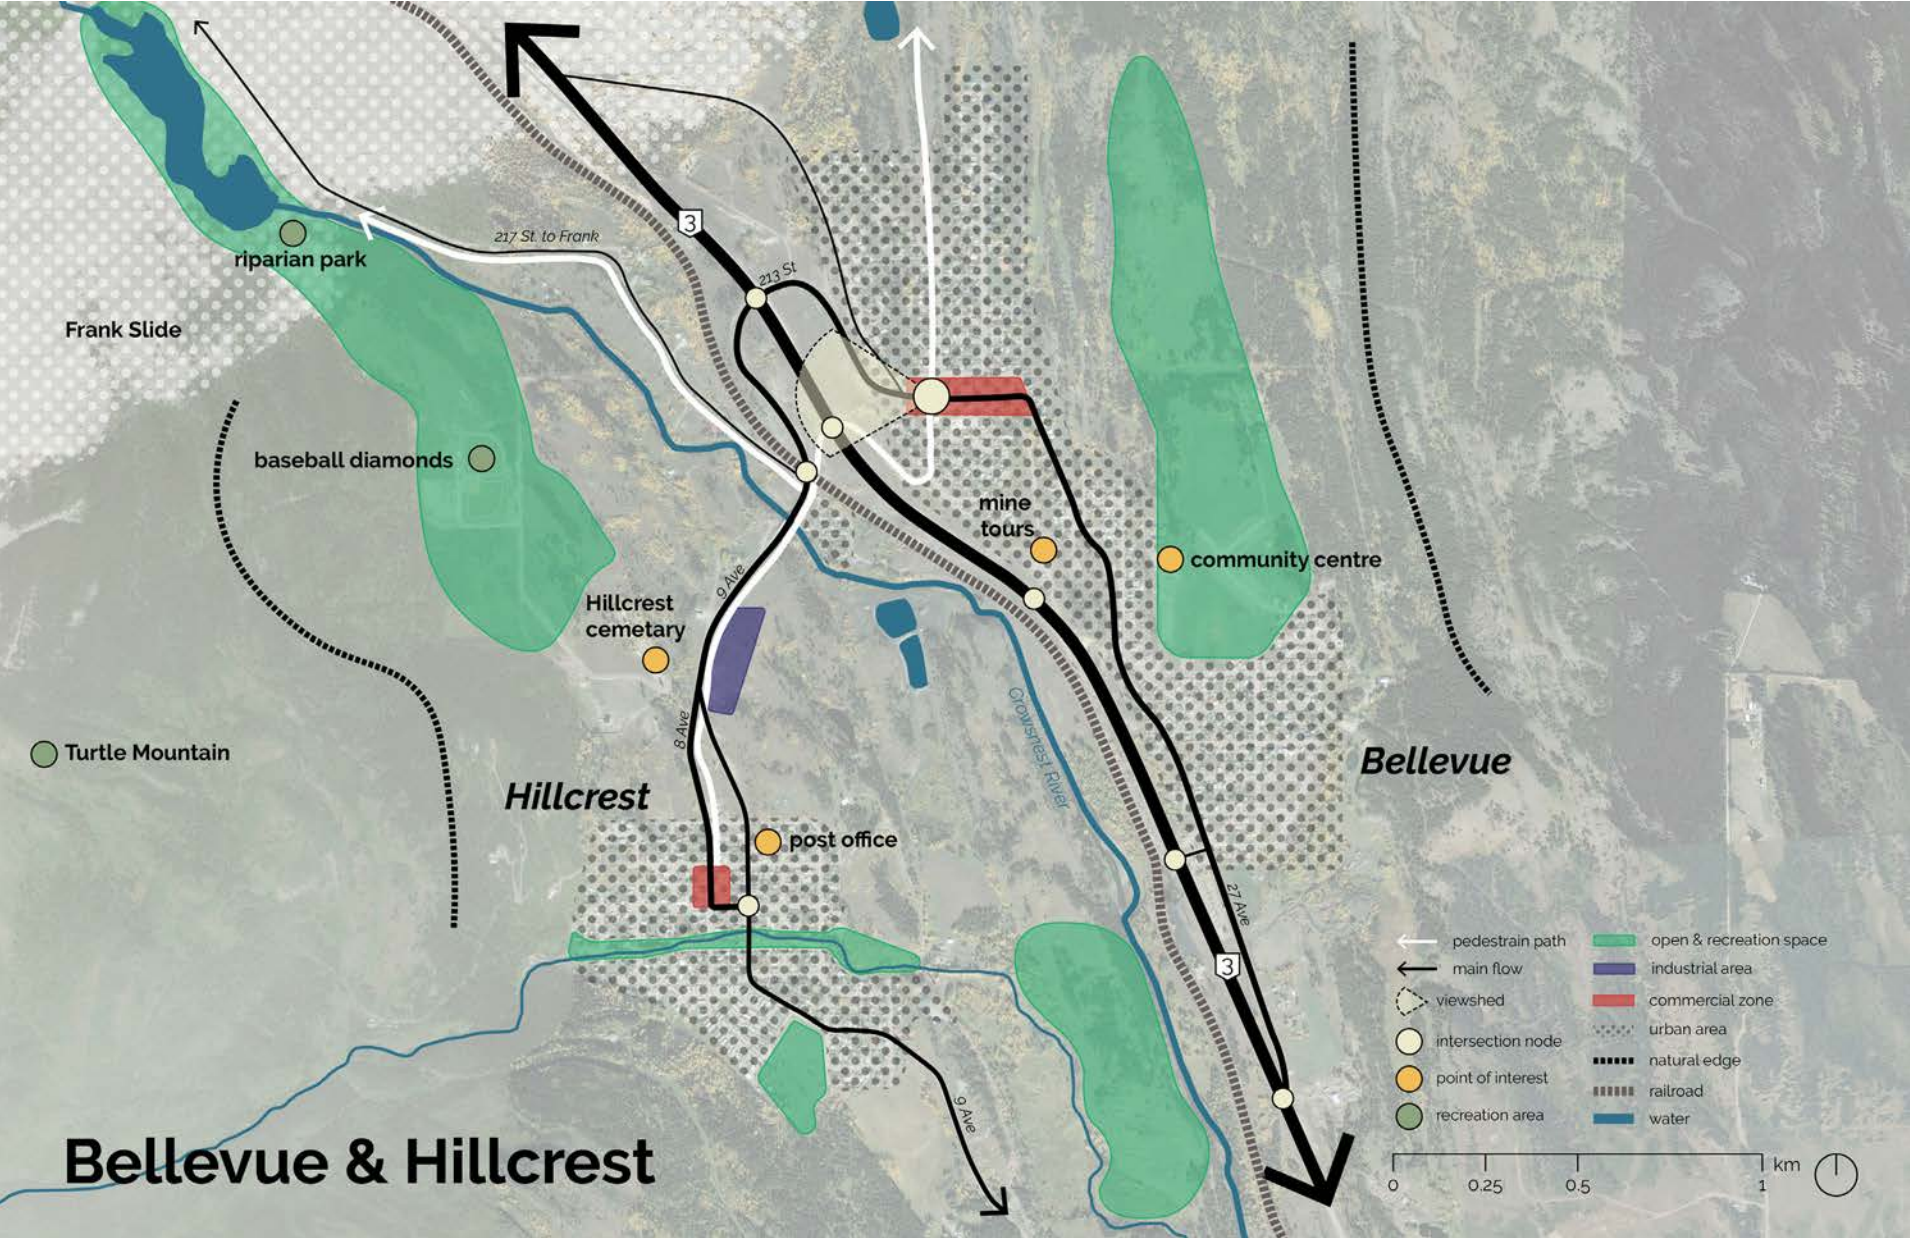 3
217 St. to Frank
riparian park
213 St
Frank Slide
baseball diamonds
mine
tours
community centre
9 Ave
Hillcrest
cemetary
8 Ave
Crowsnest River
Turtle Mountain
Bellevue
Hillcrest
post office
27 Ave
3
9 Ave
Bellevue & Hillcrest
pedestrain path
main flow
viewshed
intersection node
point of interest
recreation area
open & recreation space
industrial area
commercial zone
urban area
natural edge
railroad
water
km
0 0.25 0.5 1